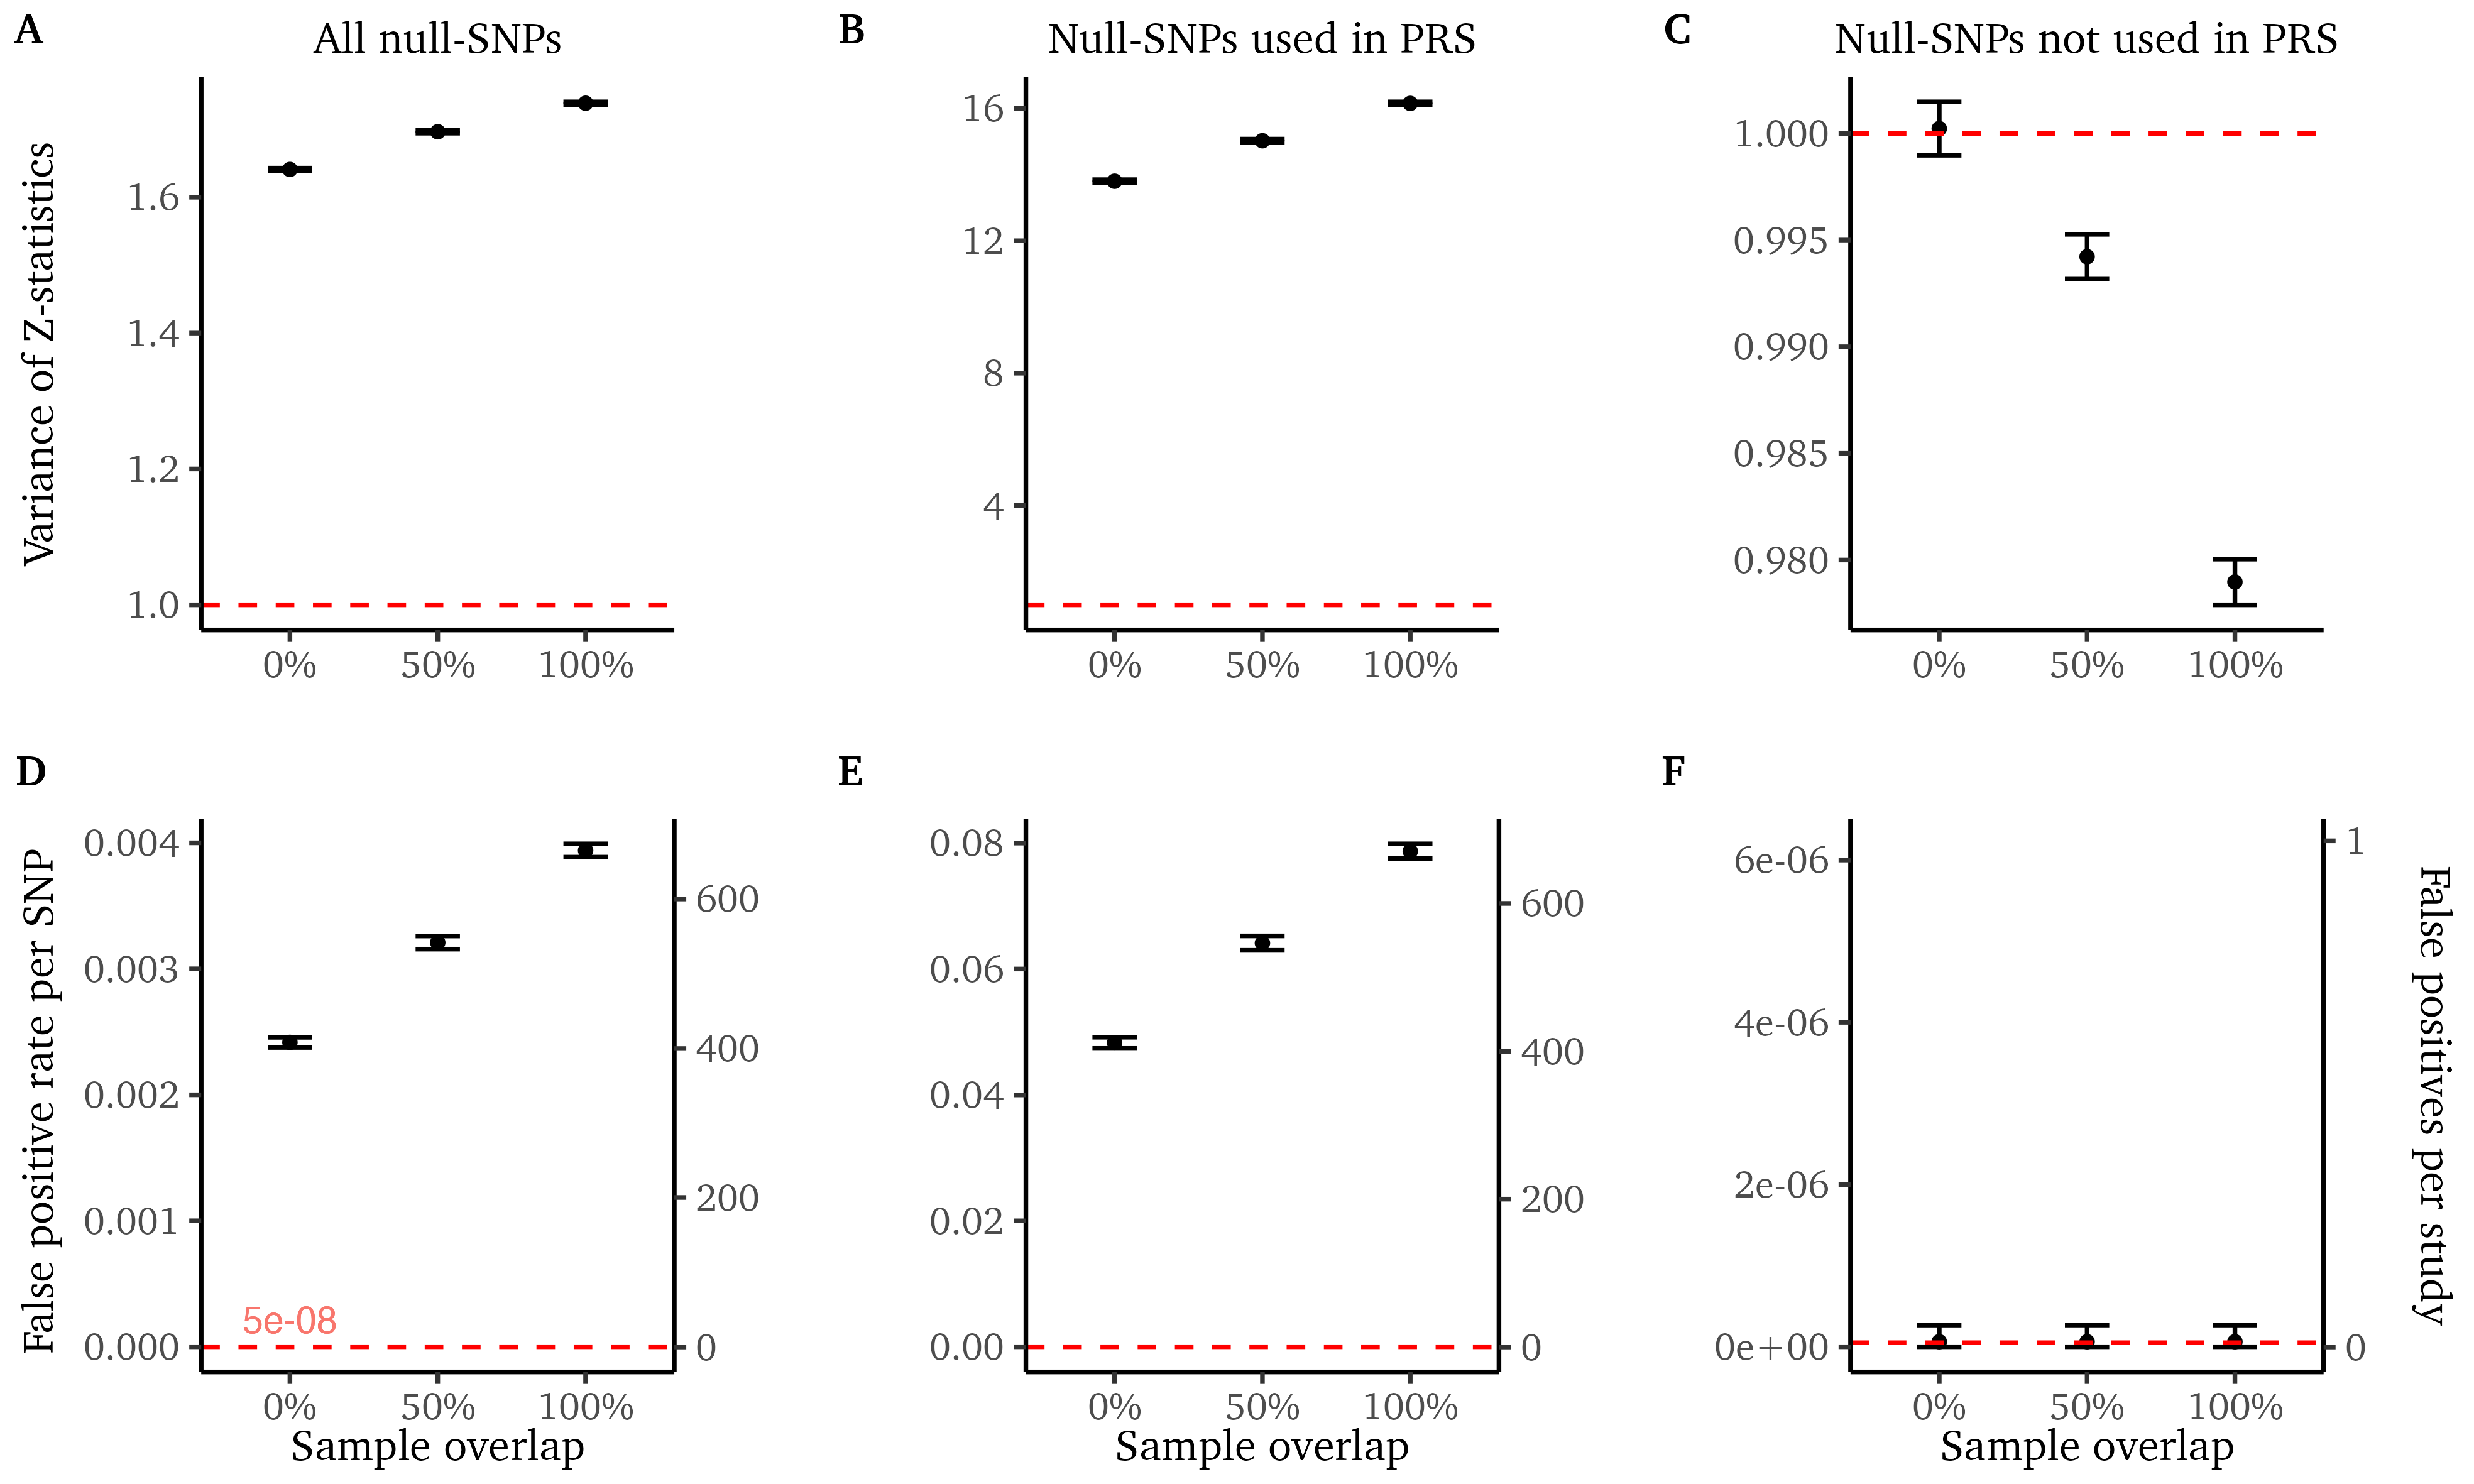 A
All null-SNPs
B
Null-SNPs used in PRS
C
Null-SNPs not used in PRS
Variance of Z-statistics
1.6
1.4
1.2
1.0
0%
50%
100%
16
12
8
4
0%
50%
100%
1.000
0.995
0.990
0.985
0.980
0%
50%
100%
D
False positive rate per SNP
0.004
0.003
0.002
0.001
0.000
5e-08
600
400
200
0
0%
50%
100%
Sample overlap
E
0.08
0.06
0.04
0.02
0.00
600
400
200
0
0%
50%
100%
Sample overlap
F
6e-06
4e-06
2e-06
0e+00
1
0
False positives per study
0%
50%
100%
Sample overlap